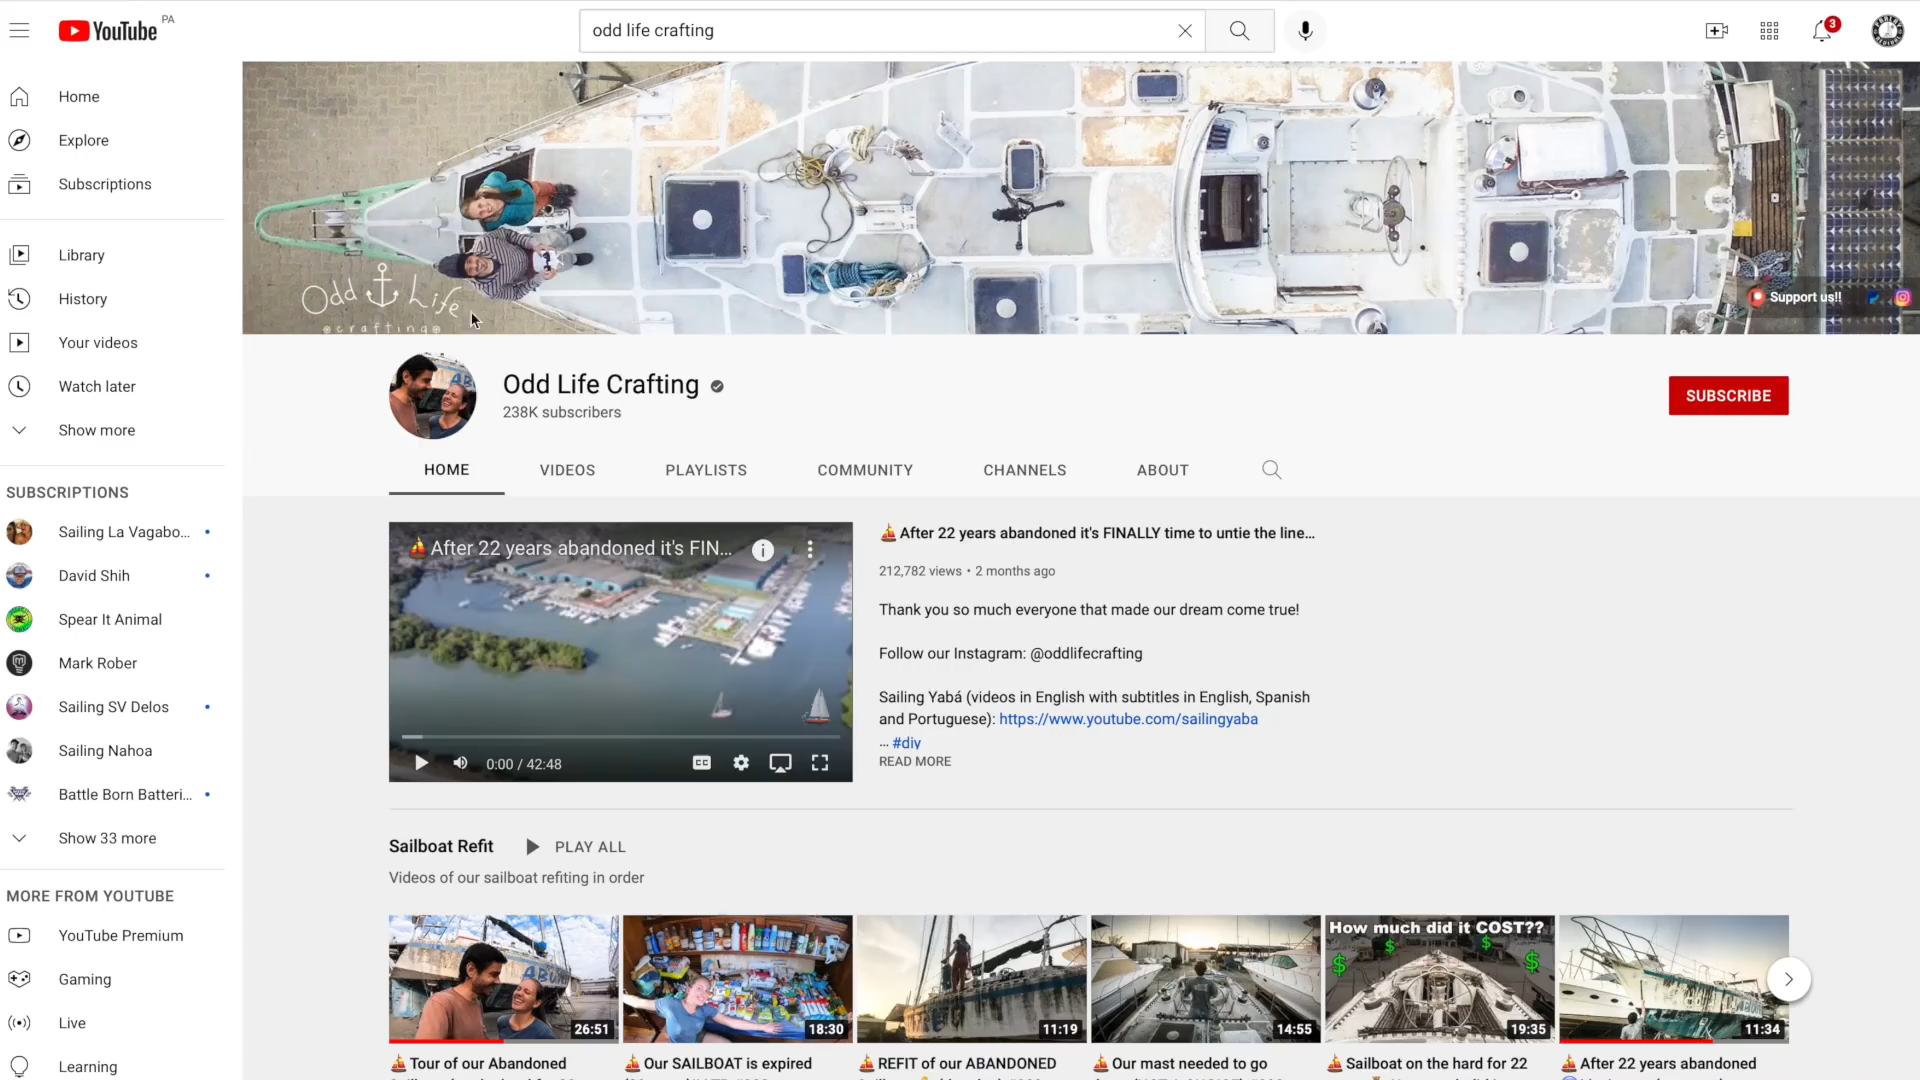 YouTube PA
odd life crafting
3
Home
Explore
Subscriptions
Library
History
Your videos
Watch later
Show more
SUBSCRIPTIONS
Sailing La Vagabo...
David Shih
Spear It Animal
Mark Rober
Sailing SV Delos
Sailing Nahoa
Battle Born Batteri...
Show 33 more
MORE FROM YOUTUBE
YouTube Premium
Gaming
Live
Learning
Odd Life
crafting
Support us!!
Odd Life Crafting
238K subscribers
SUBSCRIBE
HOME VIDEOS PLAYLISTS COMMUNITY CHANNELS ABOUT
After 22 years abandoned it's FIN...
0:00 / 42:48
After 22 years abandoned it's FINALLY time to untie the line...
212,782 views • 2 months ago
Thank you so much everyone that made our dream come true!
Follow our Instagram: @oddlifecrafting
Sailing Yabá (videos in English with subtitles in English, Spanish
and Portuguese): https://www.youtube.com/sailingyaba
... #diy
READ MORE
Sailboat Refit PLAY ALL
Videos of our sailboat refiting in order
How much did it COST??
26:51 18:30 11:19 14:55 19:35 11:34
Tour of our Abandoned
Our SAILBOAT is expired
REFIT of our ABANDONED
Our mast needed to go
Sailboat on the hard for 22
After 22 years abandoned